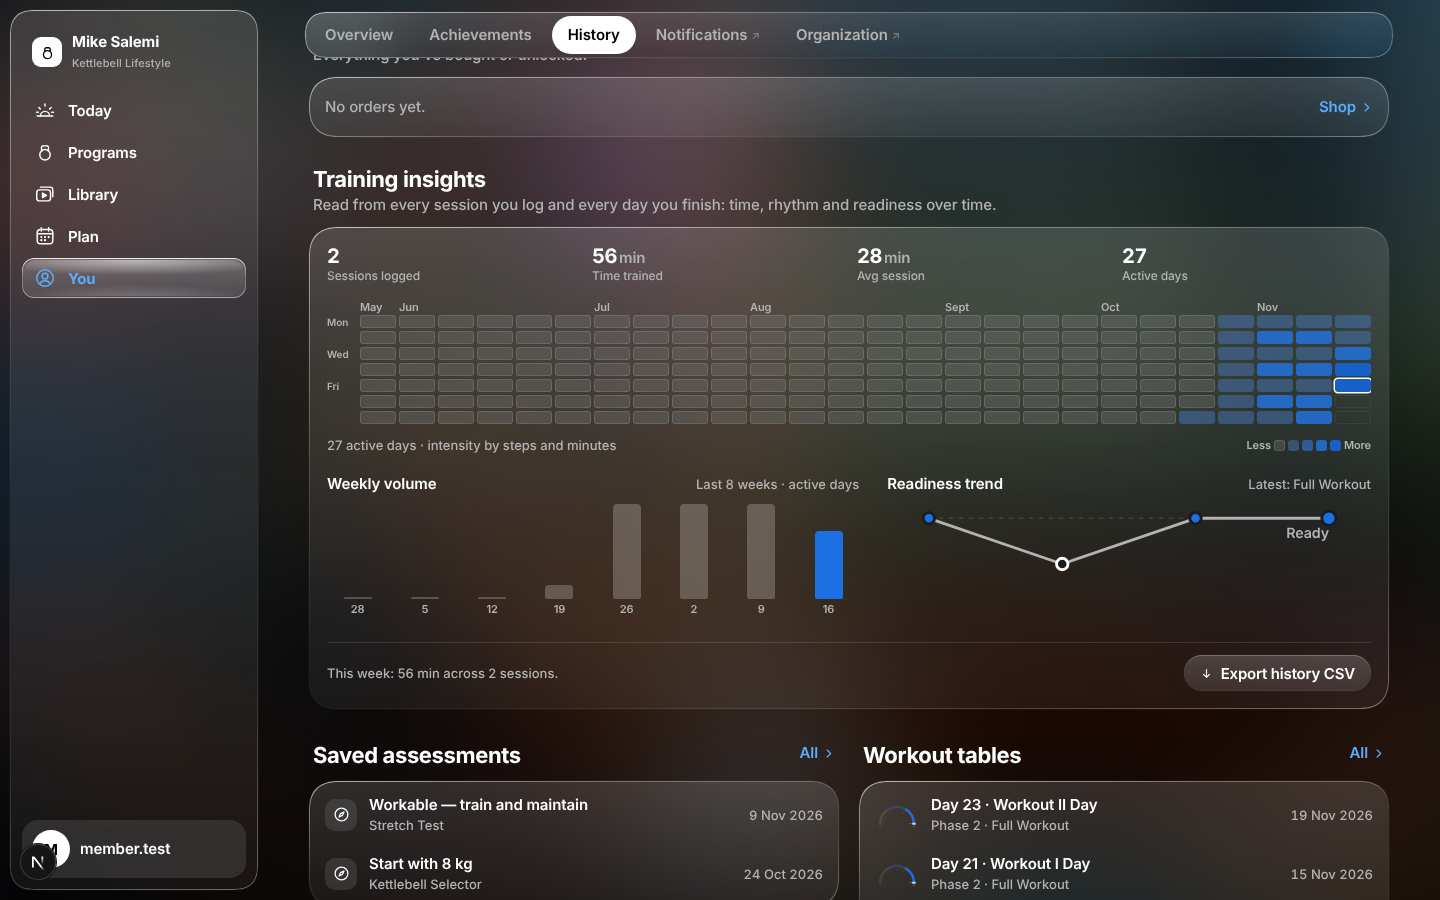 Mike Salemi
Kettlebell Lifestyle
Today
Programs
Library
Plan
You
member.test
N
Overview Achievements History Notifications ↗ Organization ↗
Everything you've bought or unlocked.
No orders yet. Shop >
Training insights
Read from every session you log and every day you finish: time, rhythm and readiness over time.
2 56 min 28 min 27
Sessions logged Time trained Avg session Active days
May Jun Jul Aug Sept Oct Nov
Mon
Wed
Fri
27 active days · intensity by steps and minutes Less More
Weekly volume Last 8 weeks · active days
28 5 12 19 26 2 9 16
Readiness trend Latest: Full Workout
Ready
This week: 56 min across 2 sessions. ↓ Export history CSV
Saved assessments All >
Workable — train and maintain 9 Nov 2026
Stretch Test
Start with 8 kg 24 Oct 2026
Kettlebell Selector
Workout tables All >
Day 23 · Workout II Day 19 Nov 2026
Phase 2 · Full Workout
Day 21 · Workout I Day 15 Nov 2026
Phase 2 · Full Workout